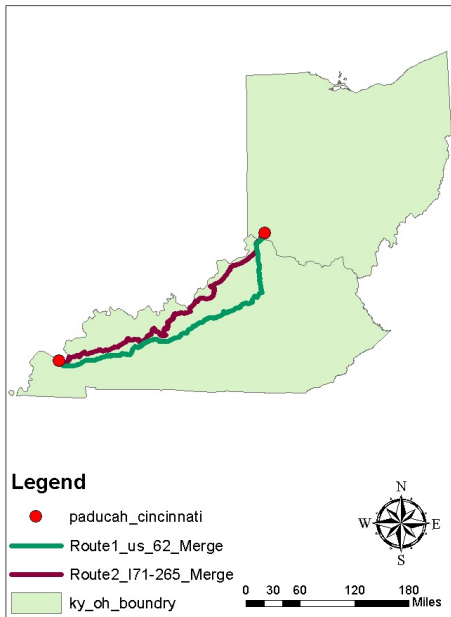 Legend
paducah_cincinnati
Route1_us_62_Merge
Route2_I71-265_Merge
ky_oh_boundry
N
W E
S
0 30 60 120 180
Miles